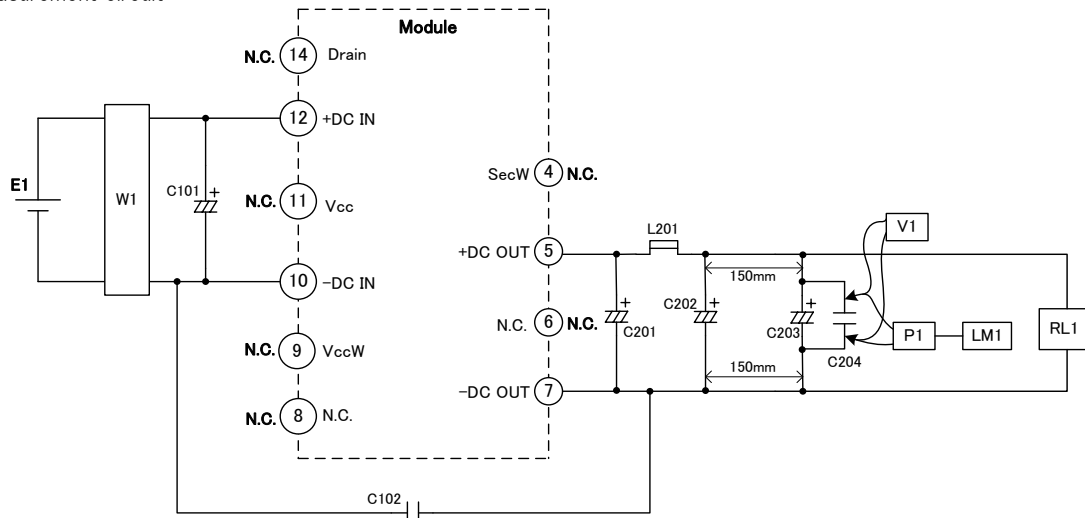 Module
N.C. 14 Drain
12 +DC IN
E1
W1
C101 +
N.C. 11 Vcc
10 -DC IN
N.C. 9 VccW
N.C. 8 N.C.
SecW 4 N.C.
+DC OUT 5
N.C. 6 N.C.
-DC OUT 7
L201
+
C201
C202 +
150mm
150mm
+
C203
C204
V1
P1
LM1
RL1
C102